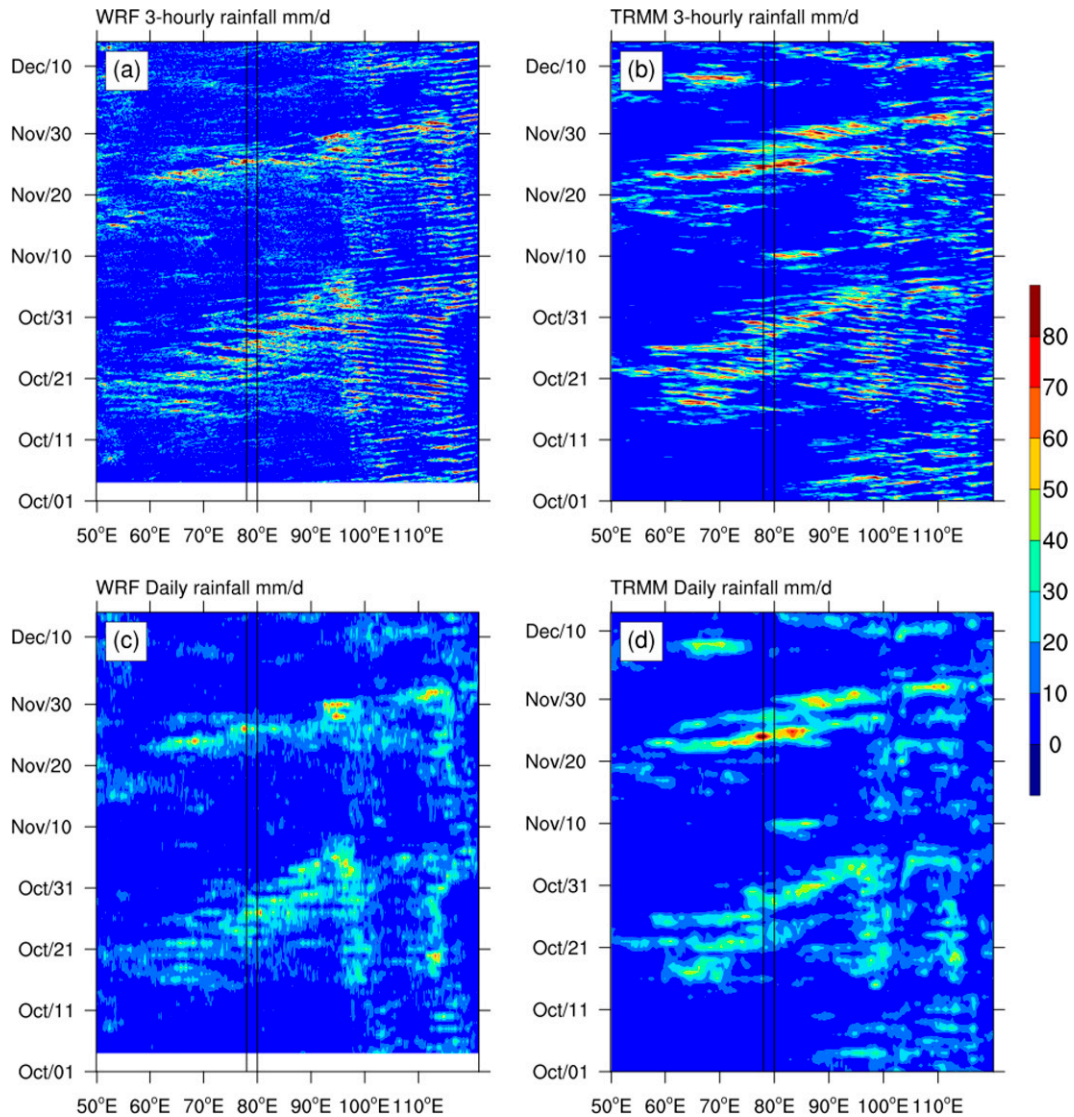 WRF 3-hourly rainfall mm/d
TRMM 3-hourly rainfall mm/d
(a)
(b)
Dec/10
Nov/30
Nov/20
Nov/10
Oct/31
Oct/21
Oct/11
Oct/01
50°E 60°E 70°E 80°E 90°E 100°E 110°E
Dec/10
Nov/30
Nov/20
Nov/10
Oct/31
Oct/21
Oct/11
Oct/01
50°E 60°E 70°E 80°E 90°E 100°E 110°E
80
70
60
50
40
30
20
10
0
WRF Daily rainfall mm/d
TRMM Daily rainfall mm/d
(c)
(d)
Dec/10
Nov/30
Nov/20
Nov/10
Oct/31
Oct/21
Oct/11
Oct/01
50°E 60°E 70°E 80°E 90°E 100°E 110°E
Dec/10
Nov/30
Nov/20
Nov/10
Oct/31
Oct/21
Oct/11
Oct/01
50°E 60°E 70°E 80°E 90°E 100°E 110°E